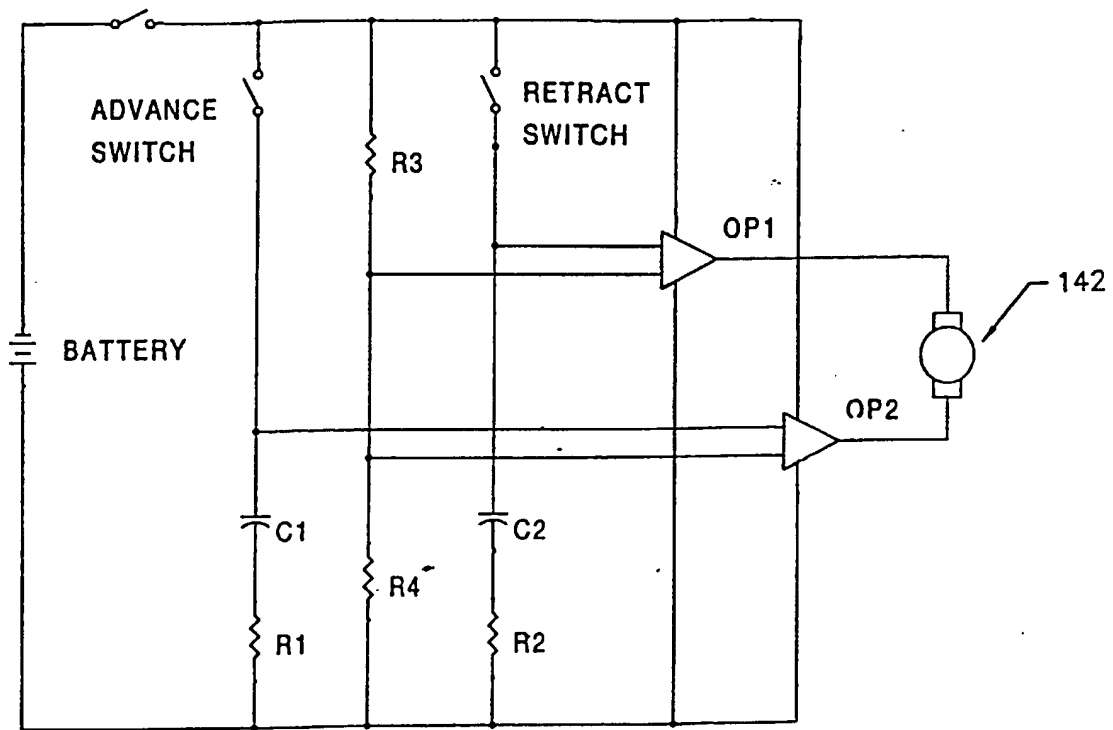 ADVANCE
SWITCH
RETRACT
SWITCH
R3
OP1
142
BATTERY
OP2
C1
C2
R4
R1
R2